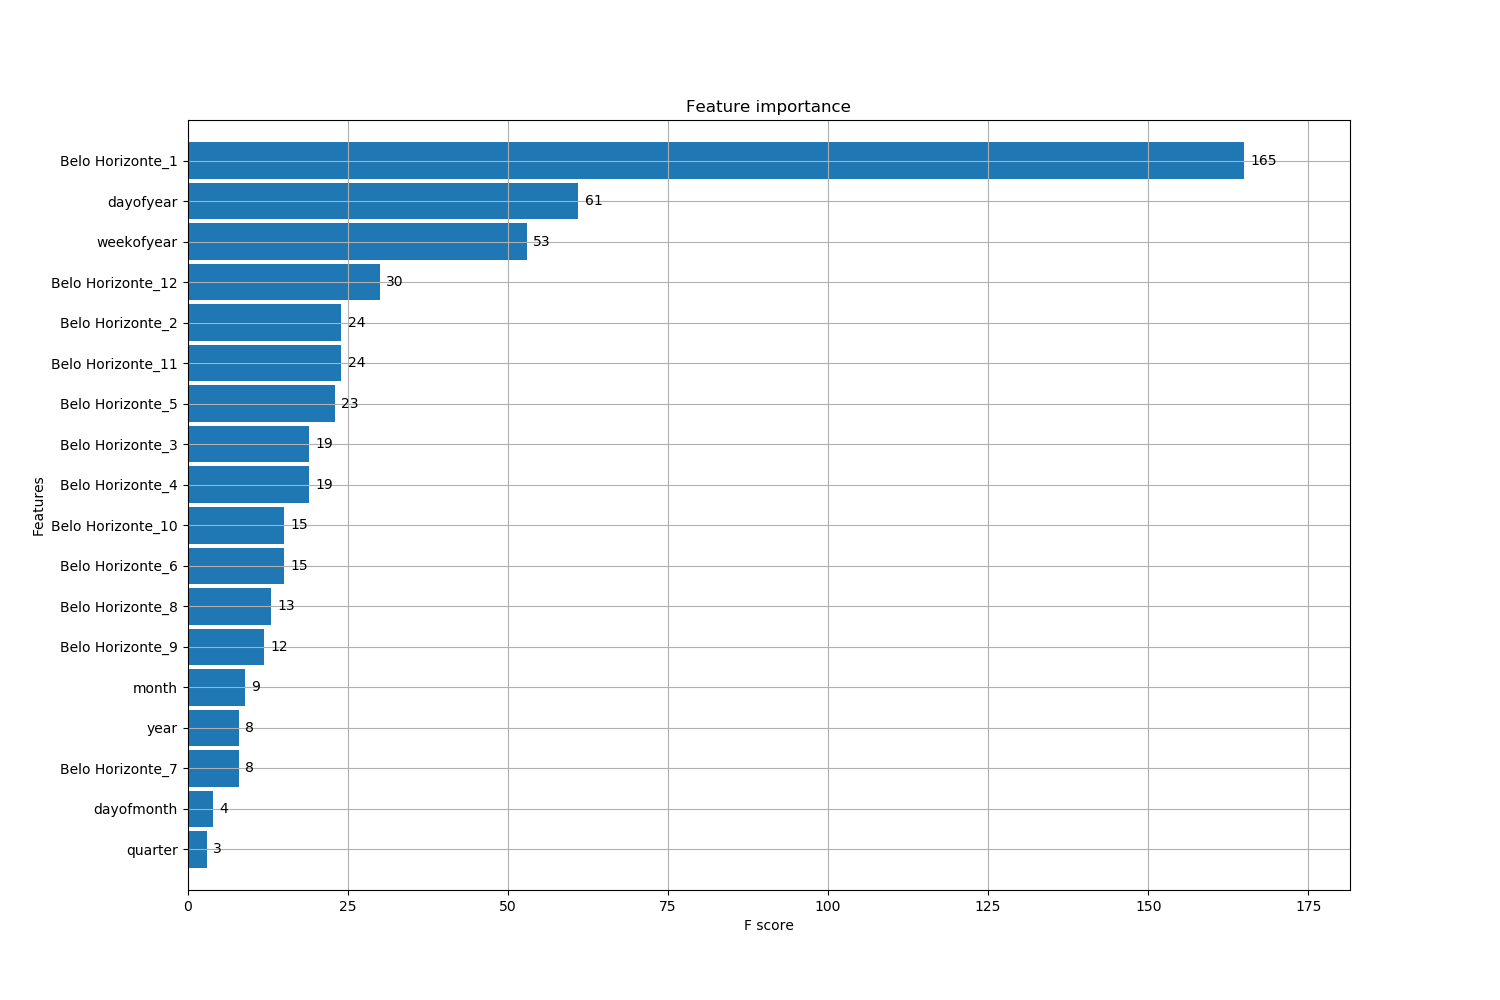 Feature importance
Belo Horizonte_1 165
dayofyear 61
weekofyear 53
Belo Horizonte_12 30
Belo Horizonte_2 24
Belo Horizonte_11 24
Belo Horizonte_5 23
Belo Horizonte_3 19
Belo Horizonte_4 19
Belo Horizonte_10 15
Belo Horizonte_6 15
Belo Horizonte_8 13
Belo Horizonte_9 12
month 9
year 8
Belo Horizonte_7 8
dayofmonth 4
quarter 3
Features
0 25 50 75 100 125 150 175
F score